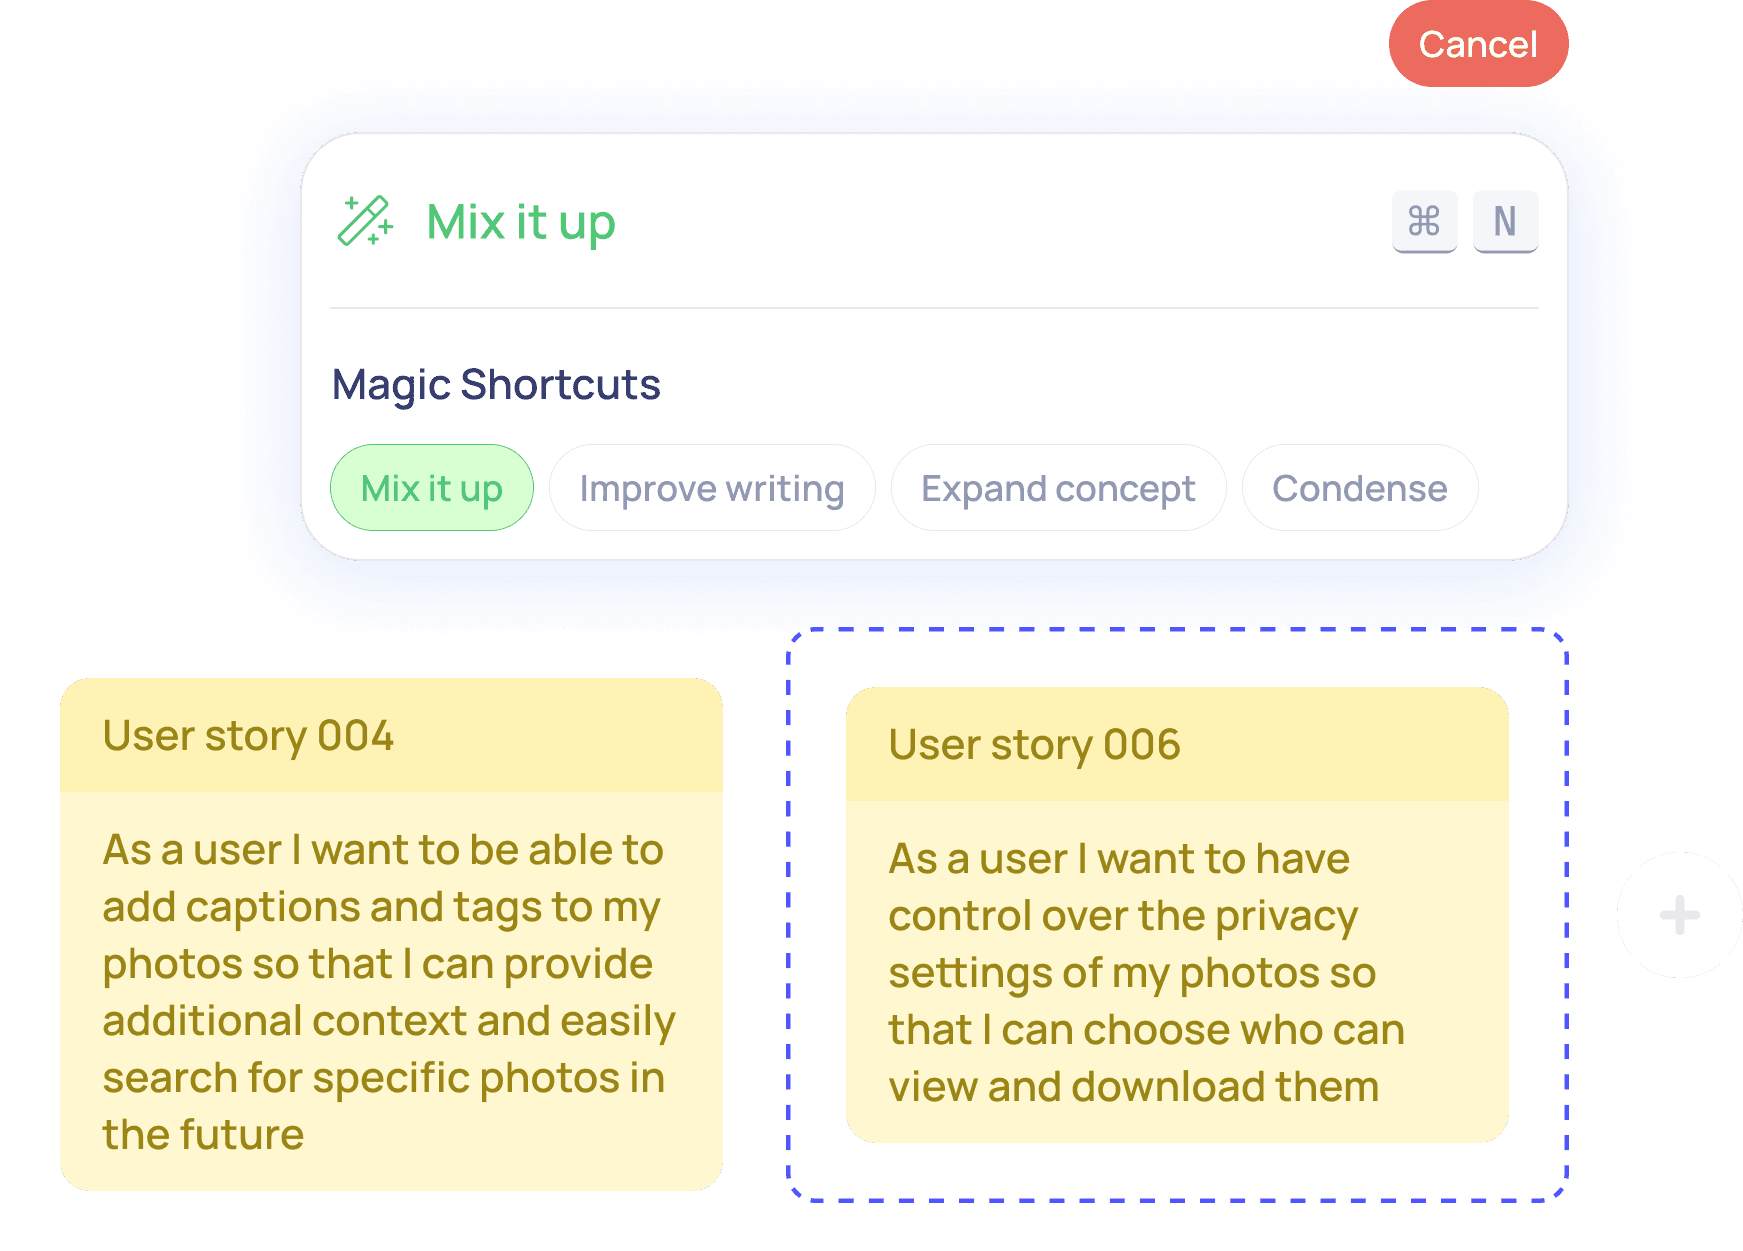 Cancel
Mix it up
⌘ N
Magic Shortcuts
Mix it up
Improve writing
Expand concept
Condense
User story 004
As a user I want to be able to
add captions and tags to my
photos so that I can provide
additional context and easily
search for specific photos in
the future
User story 006
As a user I want to have
control over the privacy
settings of my photos so
that I can choose who can
view and download them